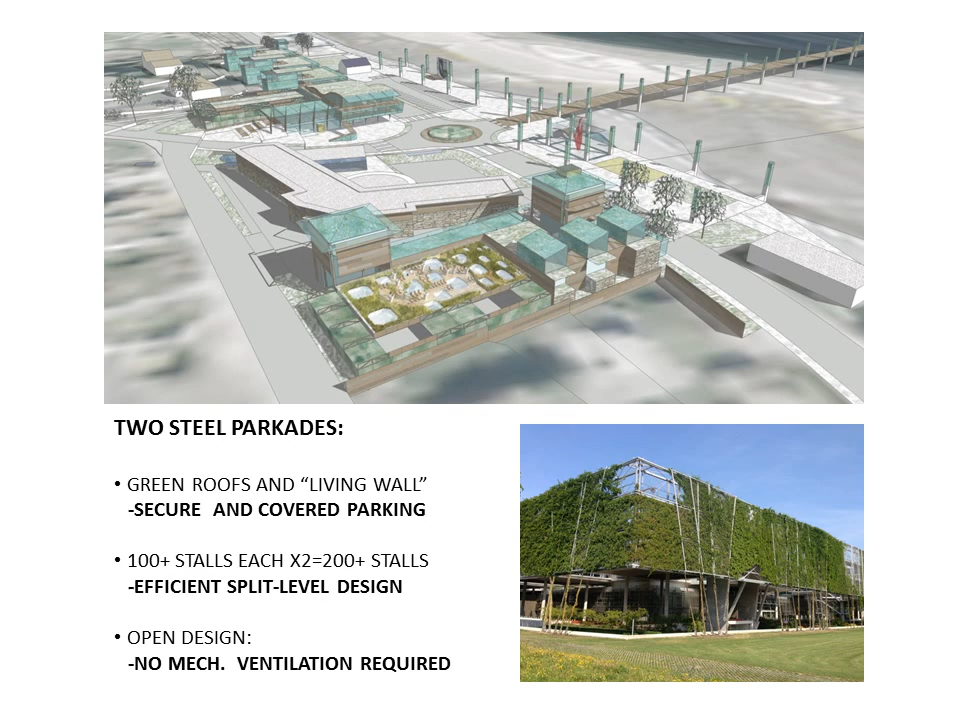 TWO STEEL PARKADES:
• GREEN ROOFS AND “LIVING WALL”
-SECURE AND COVERED PARKING
• 100+ STALLS EACH X2=200+ STALLS
-EFFICIENT SPLIT-LEVEL DESIGN
• OPEN DESIGN:
-NO MECH. VENTILATION REQUIRED